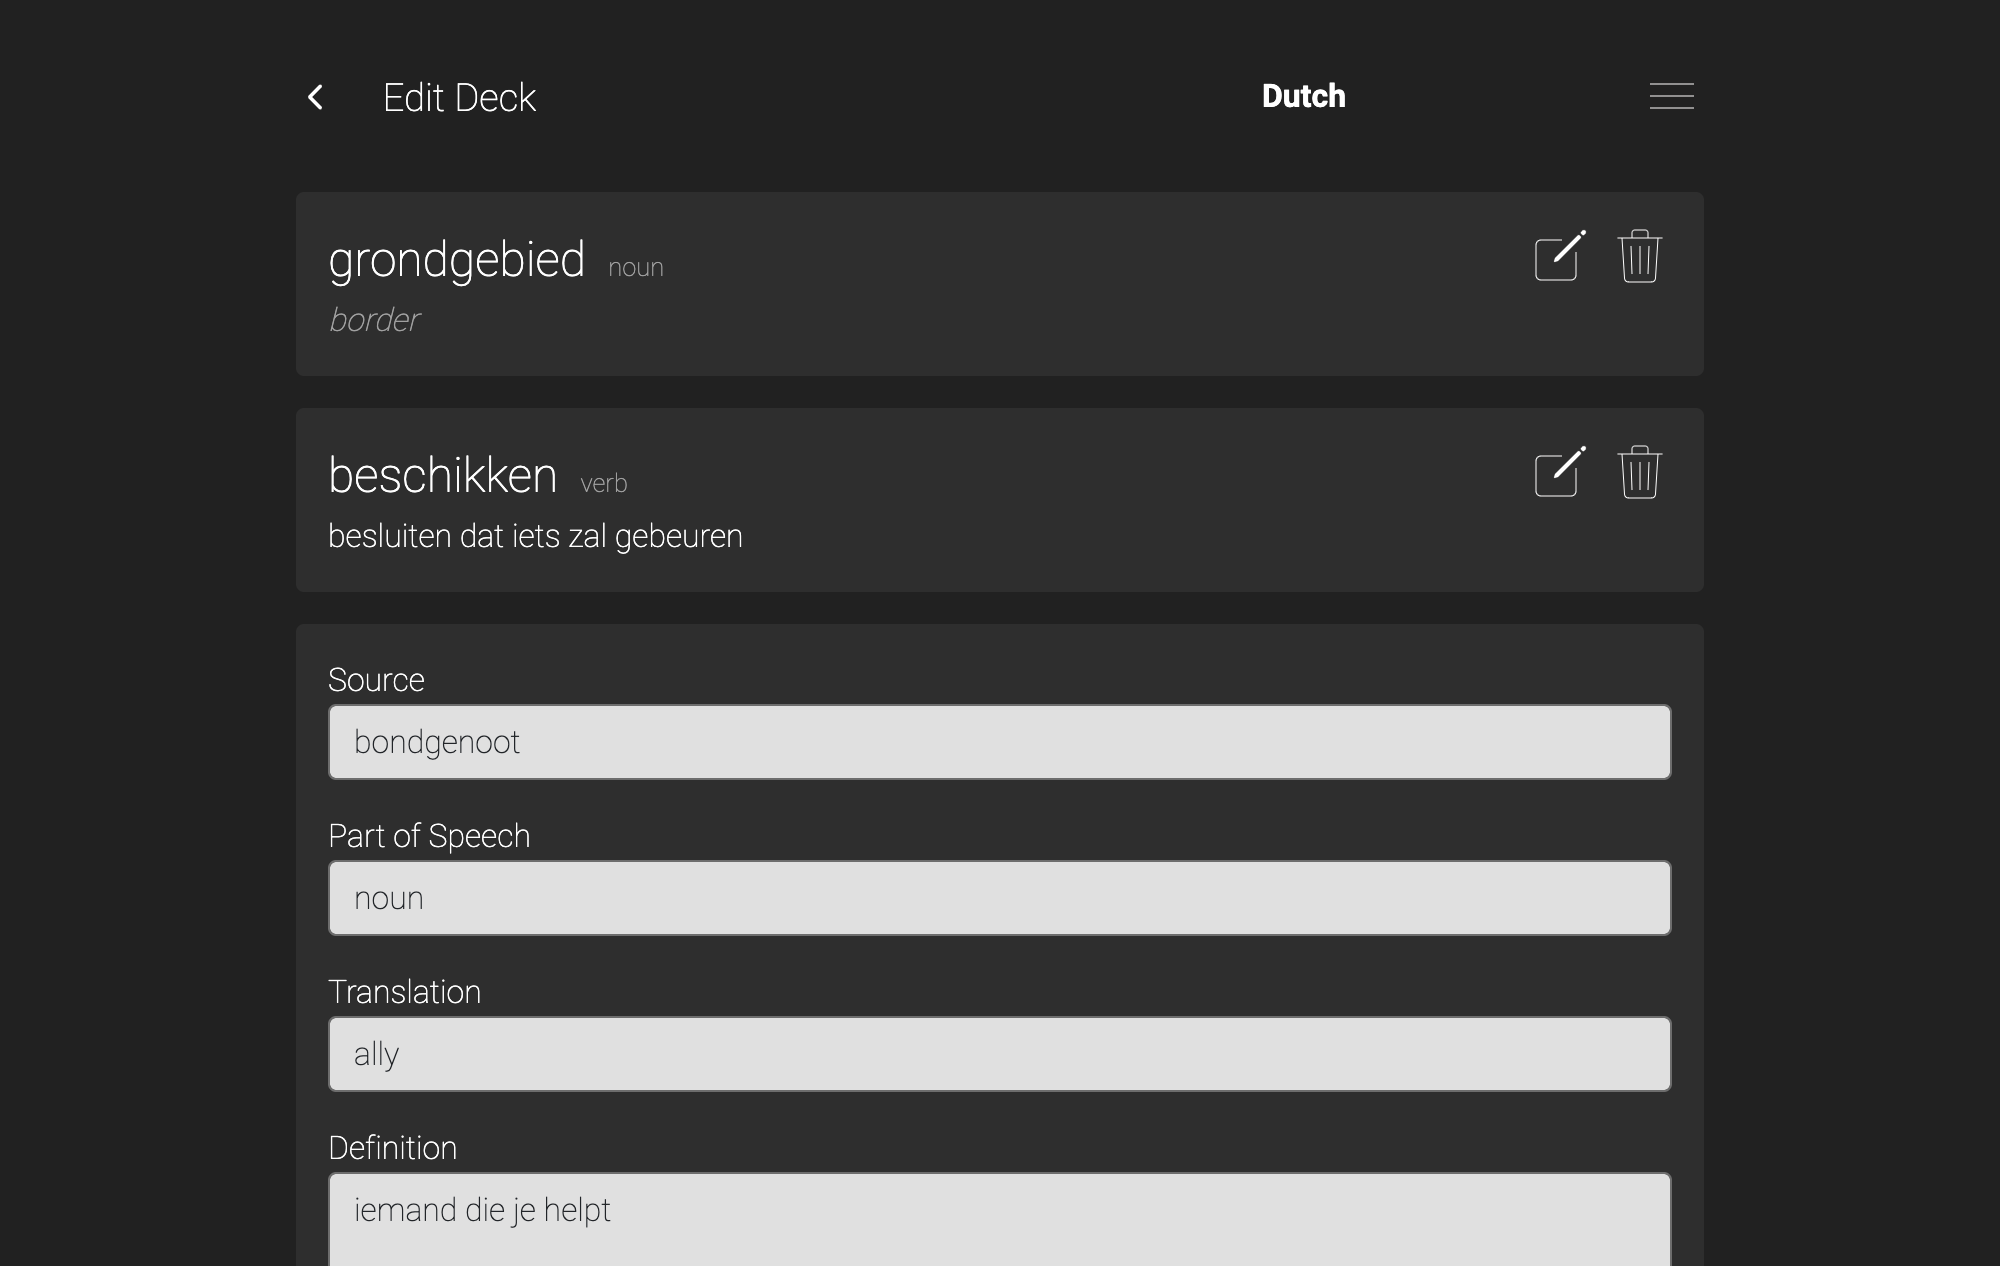 Edit Deck
Dutch
grondgebied noun
border
beschikken verb
besluiten dat iets zal gebeuren
Source
bondgenoot
Part of Speech
noun
Translation
ally
Definition
iemand die je helpt